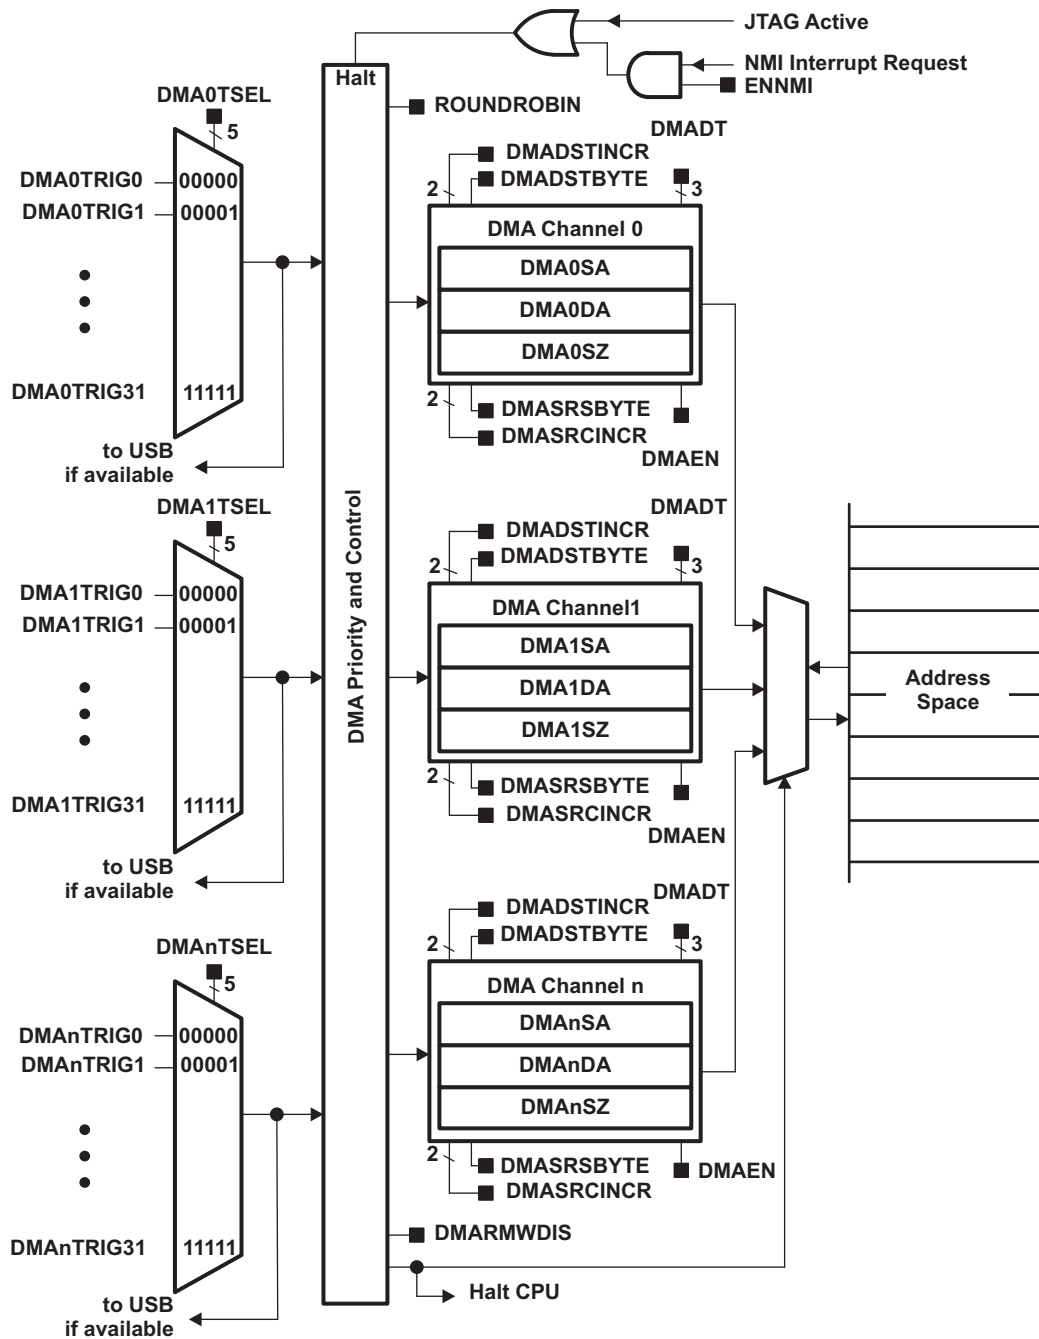 JTAG Active
NMI Interrupt Request
ENNMI
Halt
ROUNDROBIN
DMA0TSEL
5
DMA0TRIG0
00000
DMA0TRIG1
00001
DMA0TRIG31
11111
to USB
if available
DMADT
DMADSTINCR
DMADSTBYTE
2
3
DMA Channel 0
DMA0SA
DMA0DA
DMA0SZ
2
DMASRSBYTE
DMASRCINCR
DMAEN
DMA Priority and Control
DMA1TSEL
5
DMA1TRIG0
00000
DMA1TRIG1
00001
DMA1TRIG31
11111
to USB
if available
DMADT
DMADSTINCR
DMADSTBYTE
2
3
DMA Channel1
DMA1SA
DMA1DA
DMA1SZ
2
DMASRSBYTE
DMASRCINCR
DMAEN
Address
Space
DMAnTSEL
5
DMAnTRIG0
00000
DMAnTRIG1
00001
DMAnTRIG31
11111
to USB
if available
DMADT
DMADSTINCR
DMADSTBYTE
2
3
DMA Channel n
DMAnSA
DMAnDA
DMAnSZ
2
DMASRSBYTE
DMASRCINCR
DMAEN
DMARMWDIS
Halt CPU